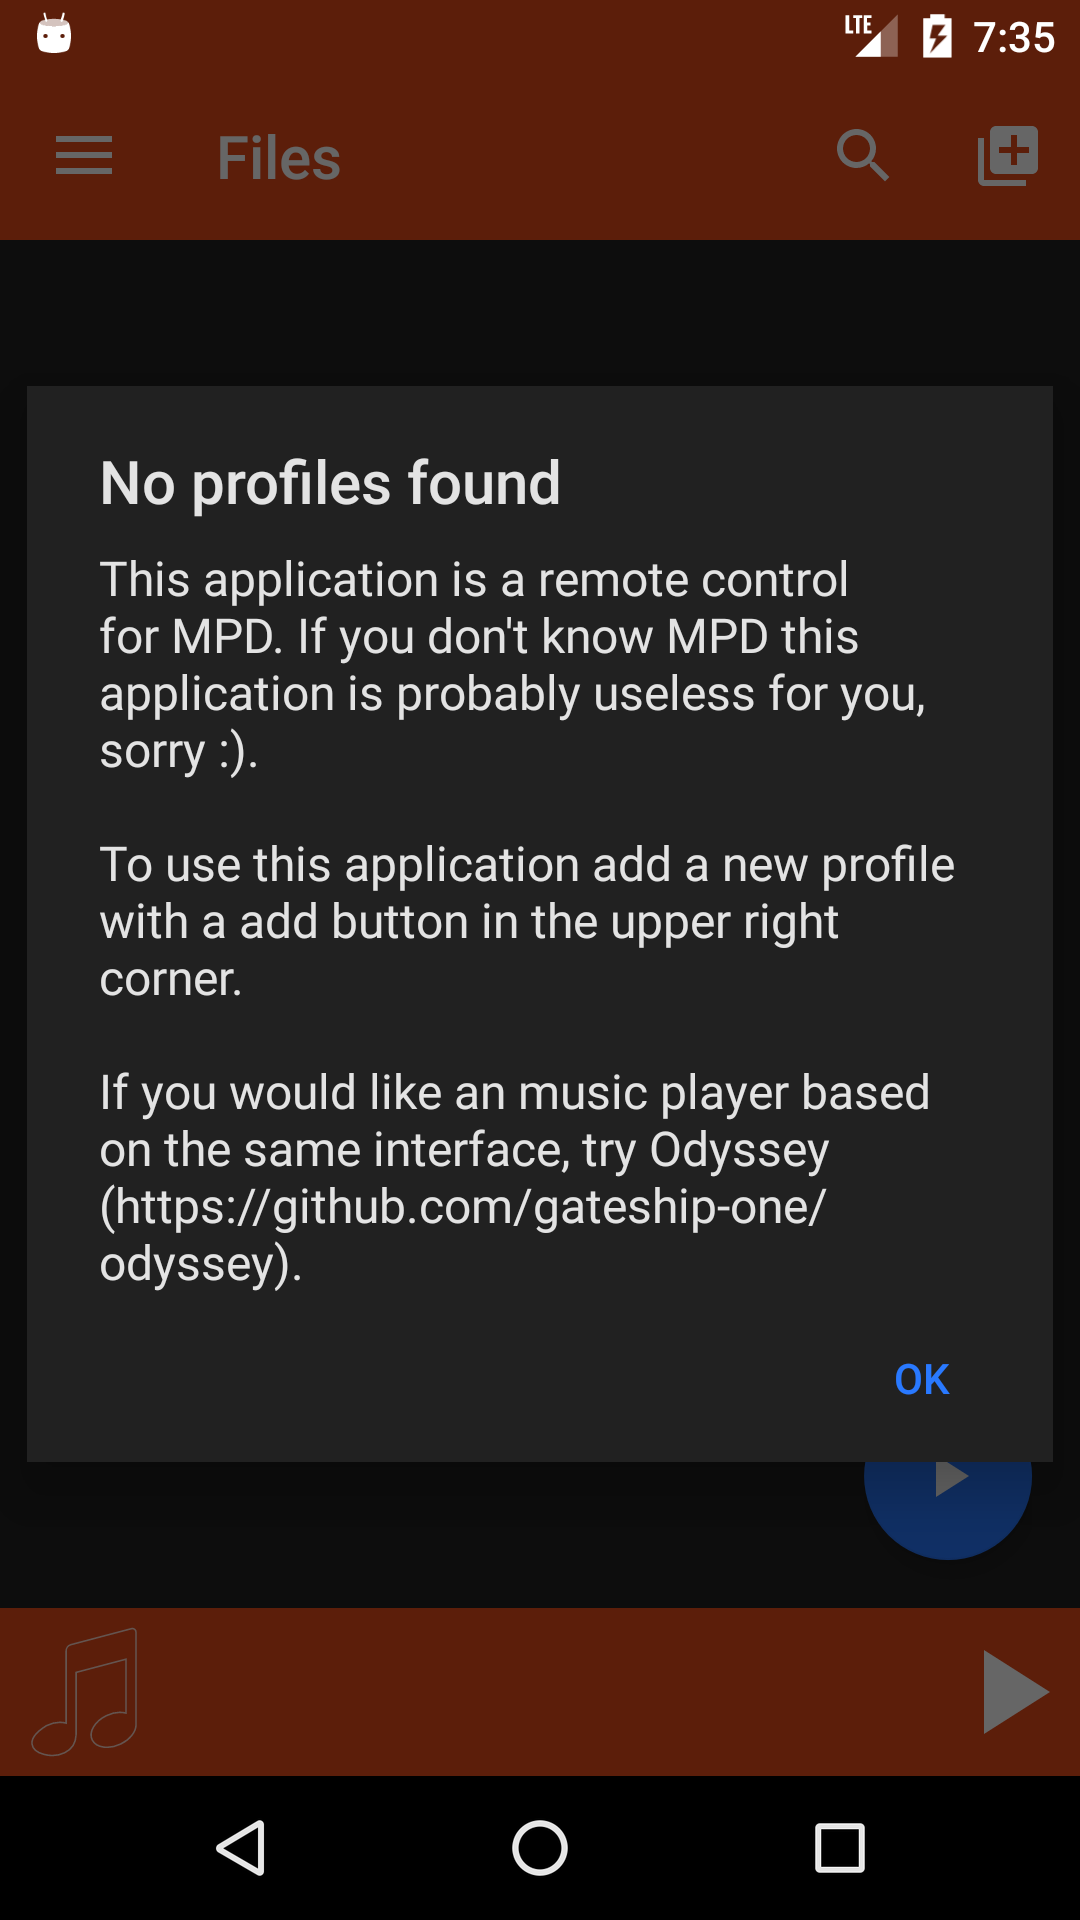 LTE 7:35
Files
No profiles found
This application is a remote control
for MPD. If you don't know MPD this
application is probably useless for you,
sorry :).
To use this application add a new profile
with a add button in the upper right
corner.
If you would like an music player based
on the same interface, try Odyssey
(https://github.com/gateship-one/
odyssey).
OK